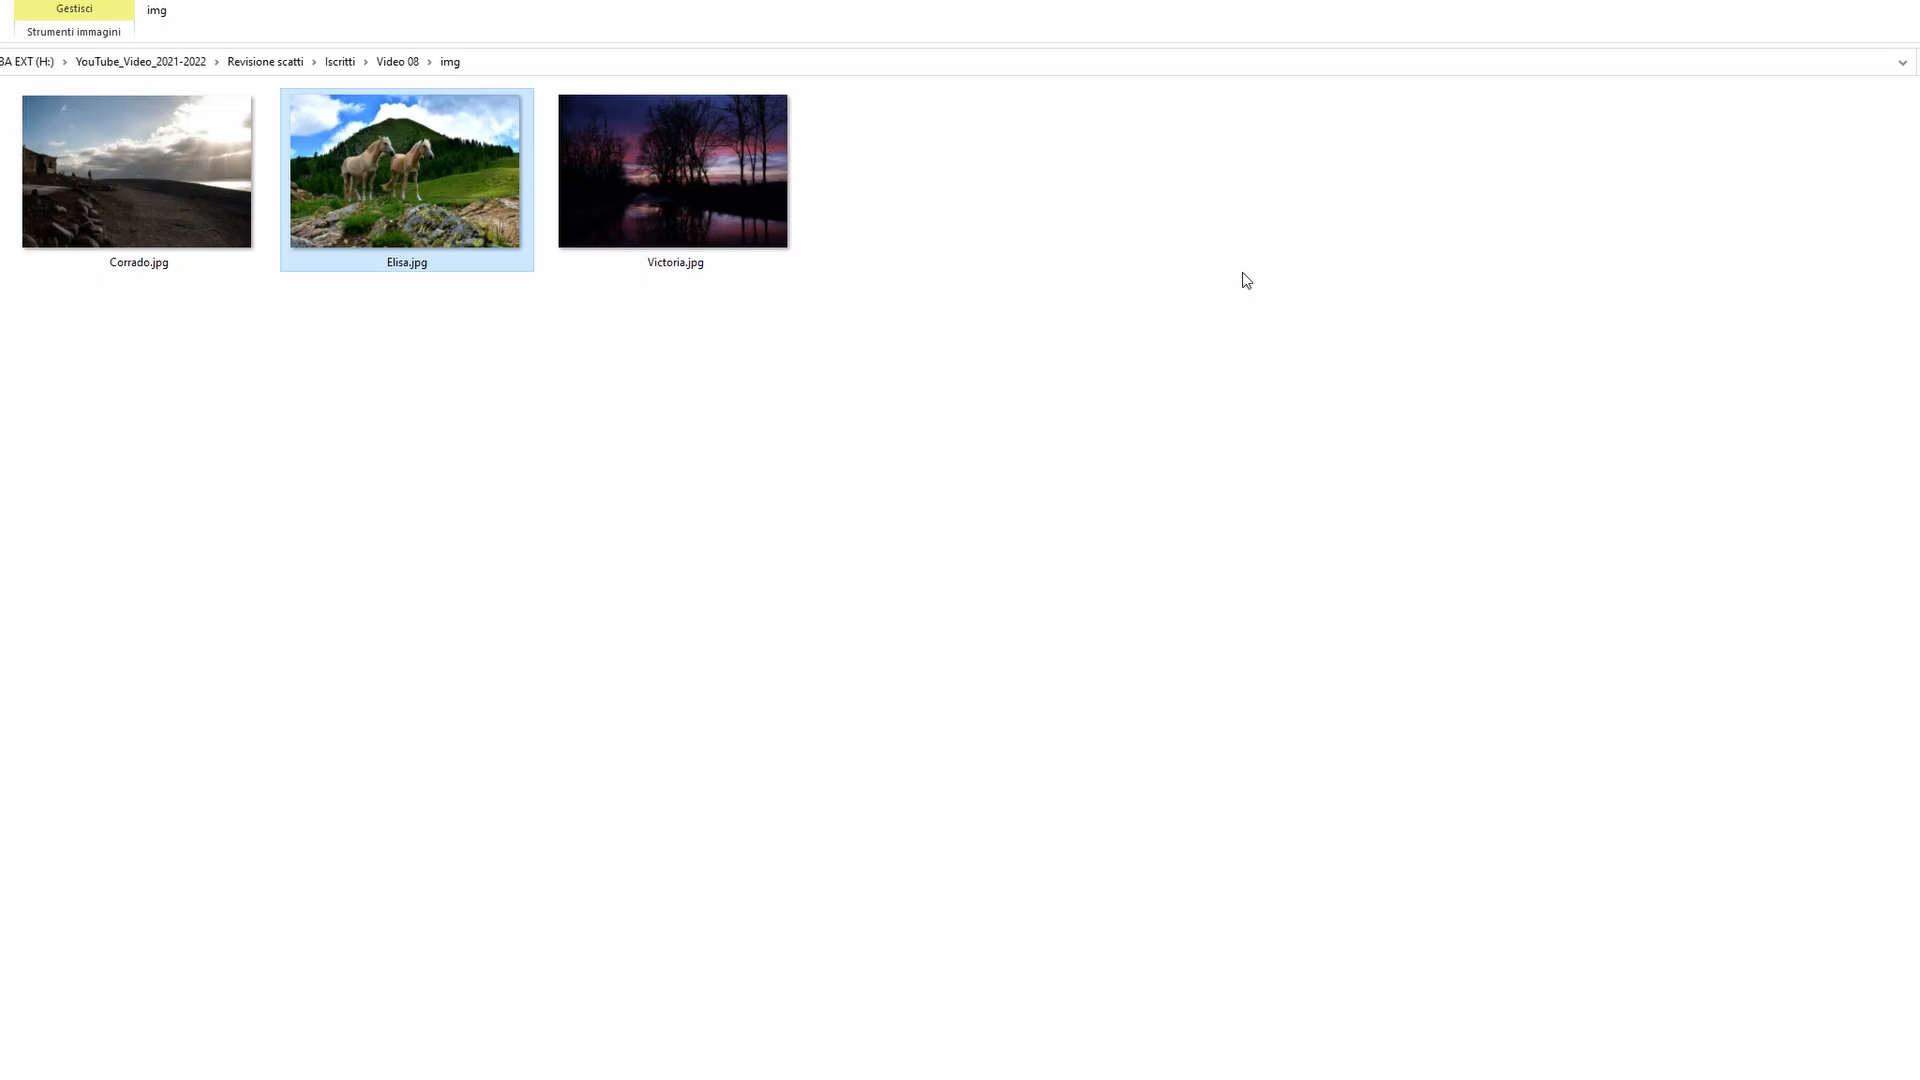 Gestisci
img
Strumenti immagini
BA EXT (H:) › YouTube_Video_2021-2022 › Revisione scatti › Iscritti › Video 08 › img
Corrado.jpg
Elisa.jpg
Victoria.jpg